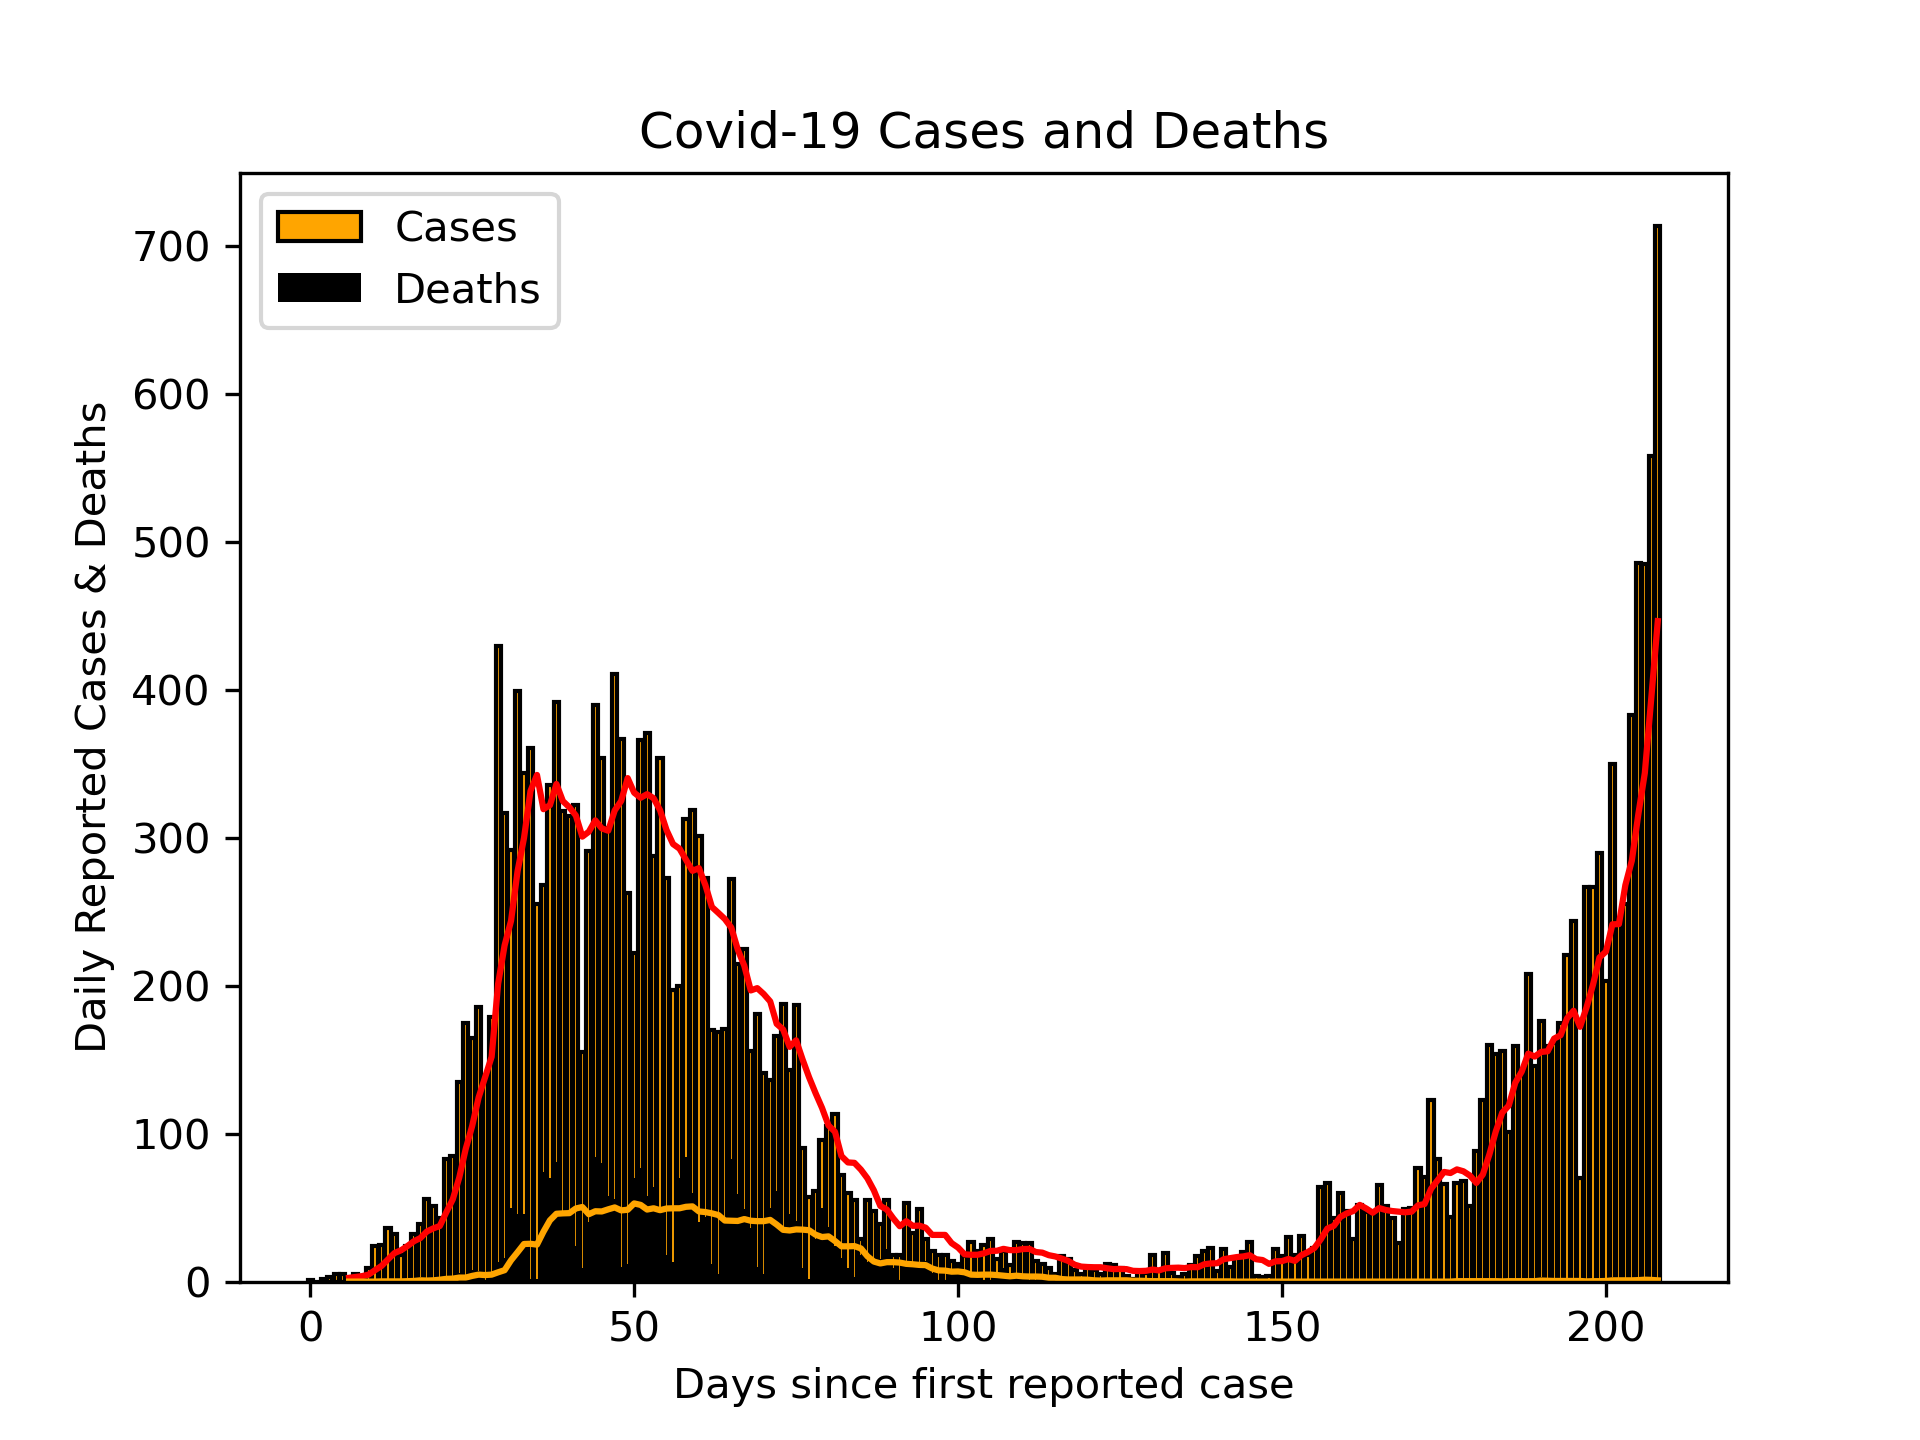 Covid-19 Cases and Deaths
Cases
Deaths
700
600
500
400
300
200
100
0
Daily Reported Cases & Deaths
0 50 100 150 200
Days since first reported case